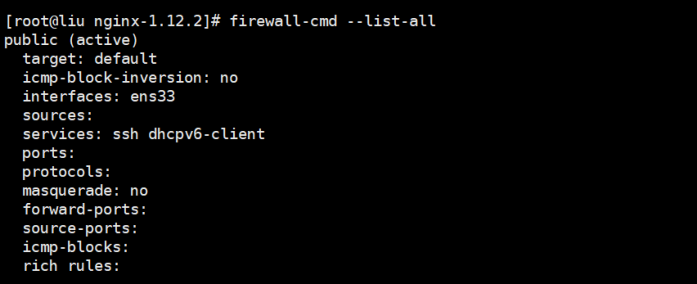 [root@liu nginx-1.12.2]# firewall-cmd --list-all
public (active)
  target: default
  icmp-block-inversion: no
  interfaces: ens33
  sources:
  services: ssh dhcpv6-client
  ports:
  protocols:
  masquerade: no
  forward-ports:
  source-ports:
  icmp-blocks:
  rich rules: